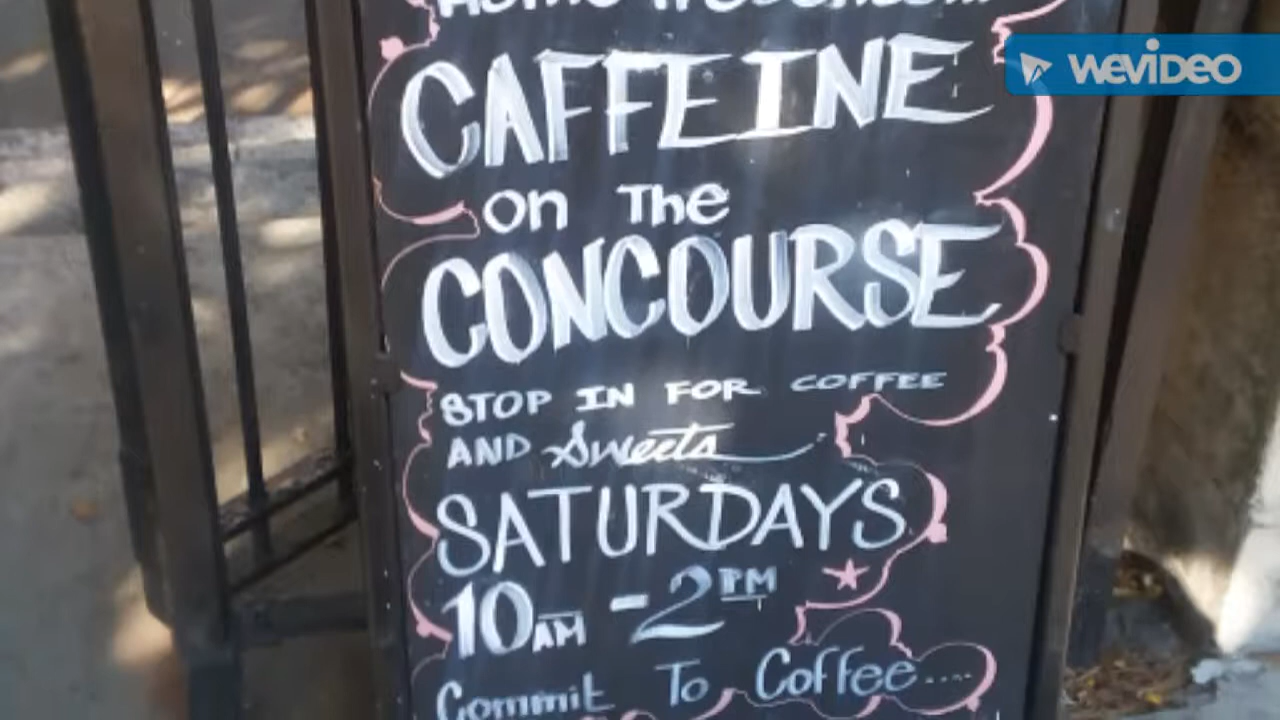 WEVIDEO
CAFFEINE
on The
CONCOURSE
STOP IN FOR COFFEE
AND Sweets
SATURDAYS
10AM - 2PM
Commit To Coffee....